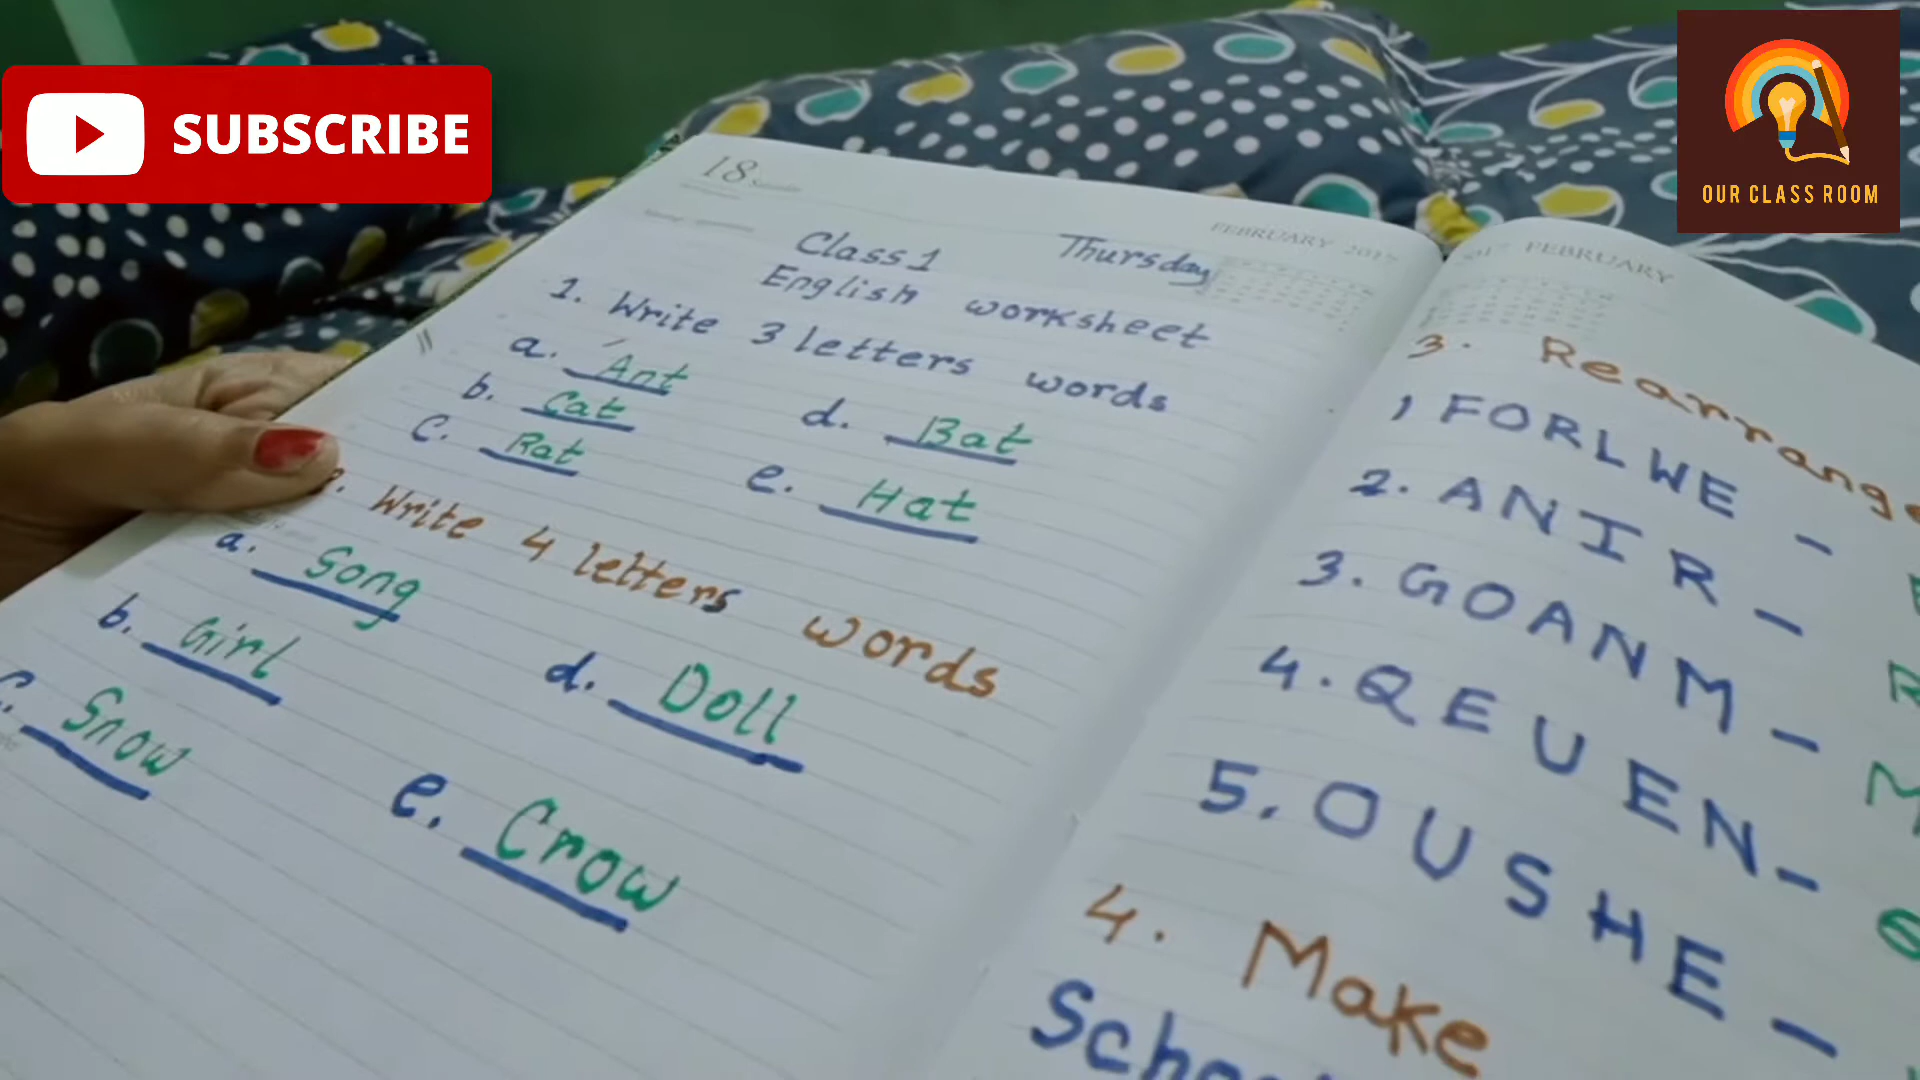 SUBSCRIBE
OUR CLASS ROOM
18
FEBRUARY 2017
Class 1 Thursday
English worksheet
1. Write 3 letters words
a. Ant
b. Cat
c. Rat
d. Bat
e. Hat
Write 4 letters words
a. Song
b. Girl
c. Snow
d. Doll
e. Crow
FEBRUARY
3. Rearrange
1 FORLWE -
2. ANIR -
3. GOANM -
4. QEUEN -
5. OUSHE -
4. Make